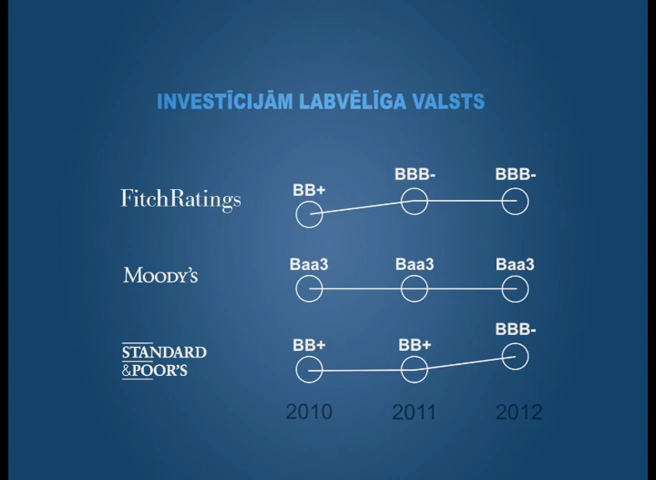 INVESTĪCIJĀM LABVĒLĪGA VALSTS
FitchRatings
BB+
BBB-
BBB-
MOODY'S
Baa3
Baa3
Baa3
STANDARD
&POOR'S
BB+
BB+
BBB-
2010
2011
2012